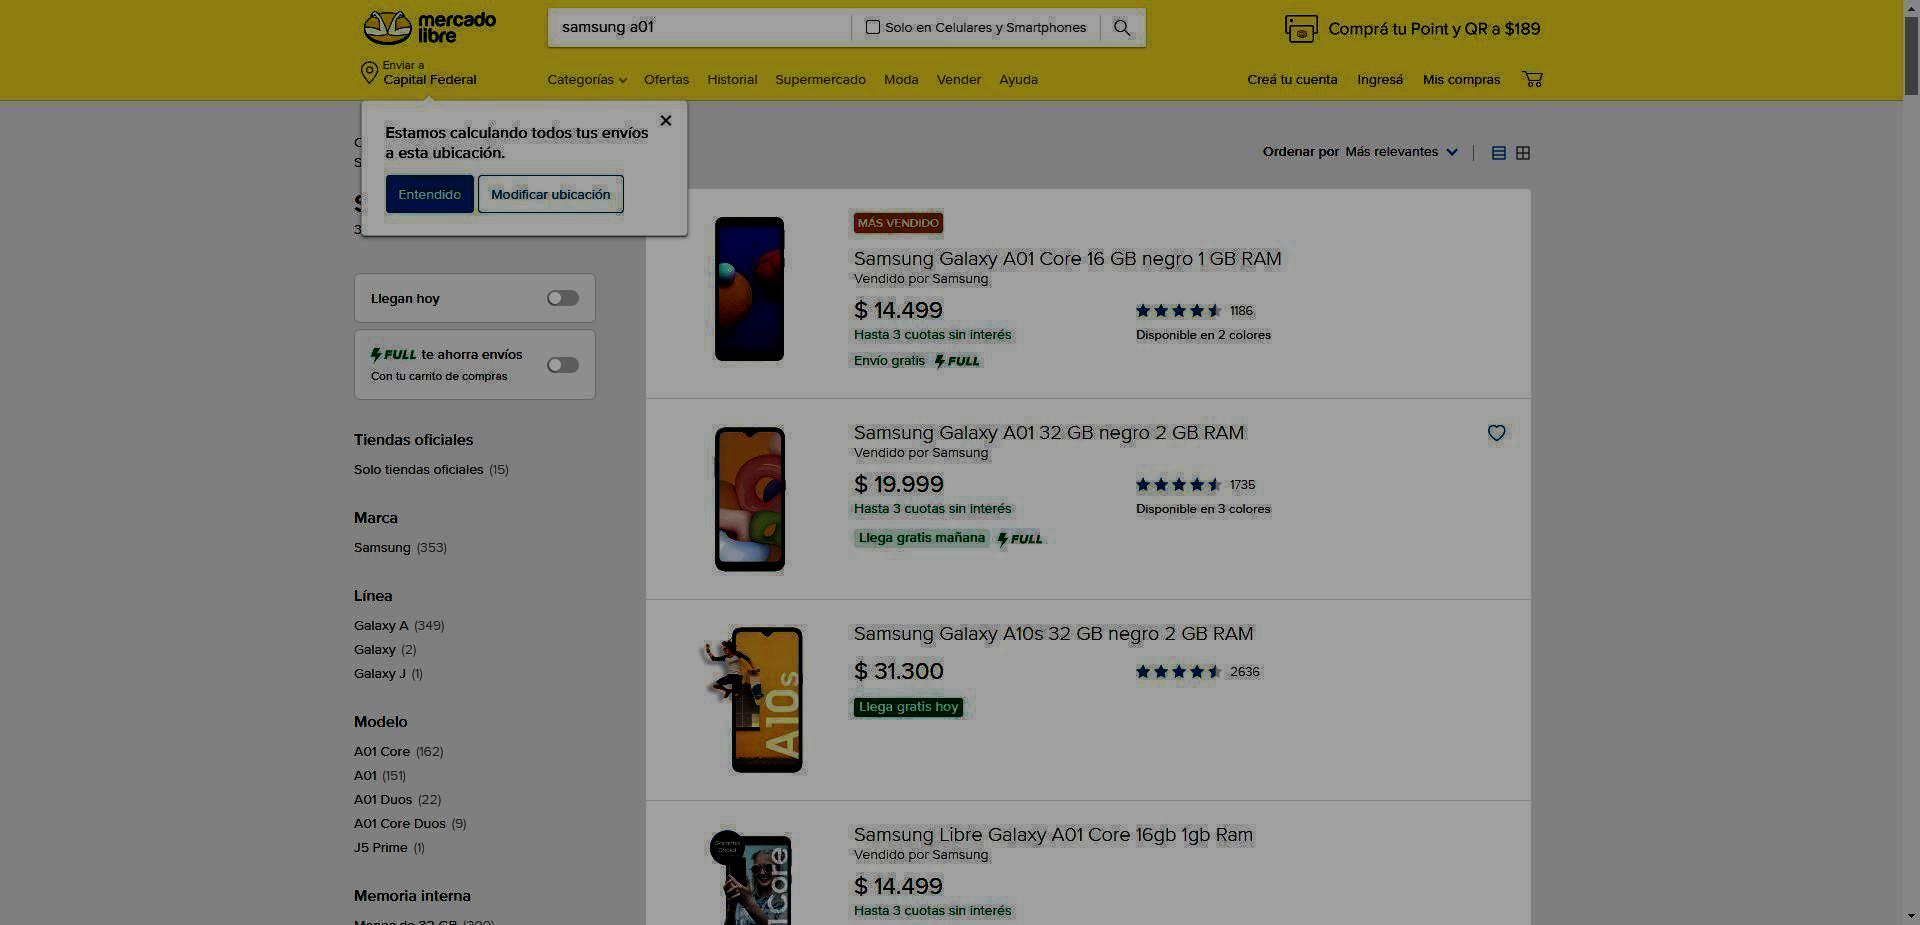 mercado
libre
samsung a01
Solo en Celulares y Smartphones
Comprá tu Point y QR a $189
Enviar a
Capital Federal
Categorías
Ofertas
Historial
Supermercado
Moda
Vender
Ayuda
Creá tu cuenta
Ingresá
Mis compras
Estamos calculando todos tus envíos
a esta ubicación.
Entendido
Modificar ubicación
Ordenar por Más relevantes
Llegan hoy
FULL te ahorra envíos
Con tu carrito de compras
Tiendas oficiales
Solo tiendas oficiales (15)
Marca
Samsung (353)
Línea
Galaxy A (349)
Galaxy (2)
Galaxy J (1)
Modelo
A01 Core (162)
A01 (151)
A01 Duos (22)
A01 Core Duos (9)
J5 Prime (1)
Memoria interna
MÁS VENDIDO
Samsung Galaxy A01 Core 16 GB negro 1 GB RAM
Vendido por Samsung
$ 14.499
1186
Hasta 3 cuotas sin interés
Disponible en 2 colores
Envío gratis FULL
Samsung Galaxy A01 32 GB negro 2 GB RAM
Vendido por Samsung
$ 19.999
1735
Hasta 3 cuotas sin interés
Disponible en 3 colores
Llega gratis mañana FULL
A10s
Samsung Galaxy A10s 32 GB negro 2 GB RAM
$ 31.300
2636
Llega gratis hoy
Samsung Libre Galaxy A01 Core 16gb 1gb Ram
Vendido por Samsung
$ 14.499
Hasta 3 cuotas sin interés